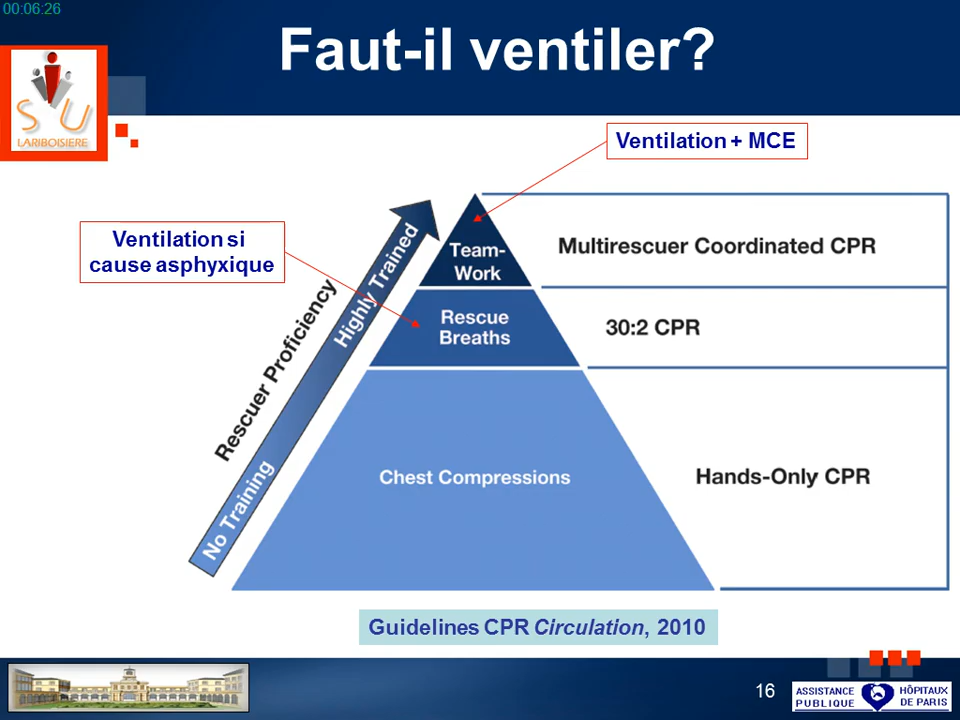 00:06:26
Faut-il ventiler?
S U
LARIBOISIERE
Ventilation + MCE
Ventilation si
cause asphyxique
Rescuer Proficiency
Highly Trained
No Training
Team-
Work
Multirescuer Coordinated CPR
Rescue
Breaths
30:2 CPR
Chest Compressions
Hands-Only CPR
Guidelines CPR Circulation, 2010
16
ASSISTANCE
PUBLIQUE
HÔPITAUX
DE PARIS